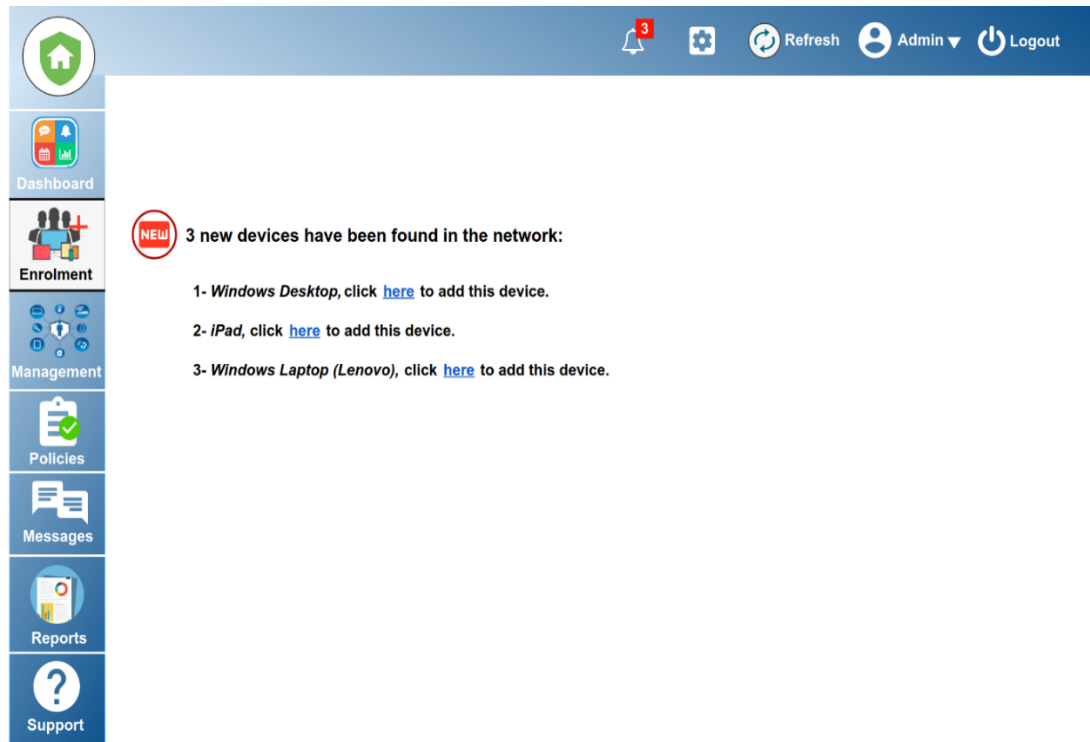 3
Refresh
Admin
Logout
Dashboard
Enrolment
Management
Policies
Messages
Reports
Support
NEW
3 new devices have been found in the network:
1- Windows Desktop, click here to add this device.
2- iPad, click here to add this device.
3- Windows Laptop (Lenovo), click here to add this device.